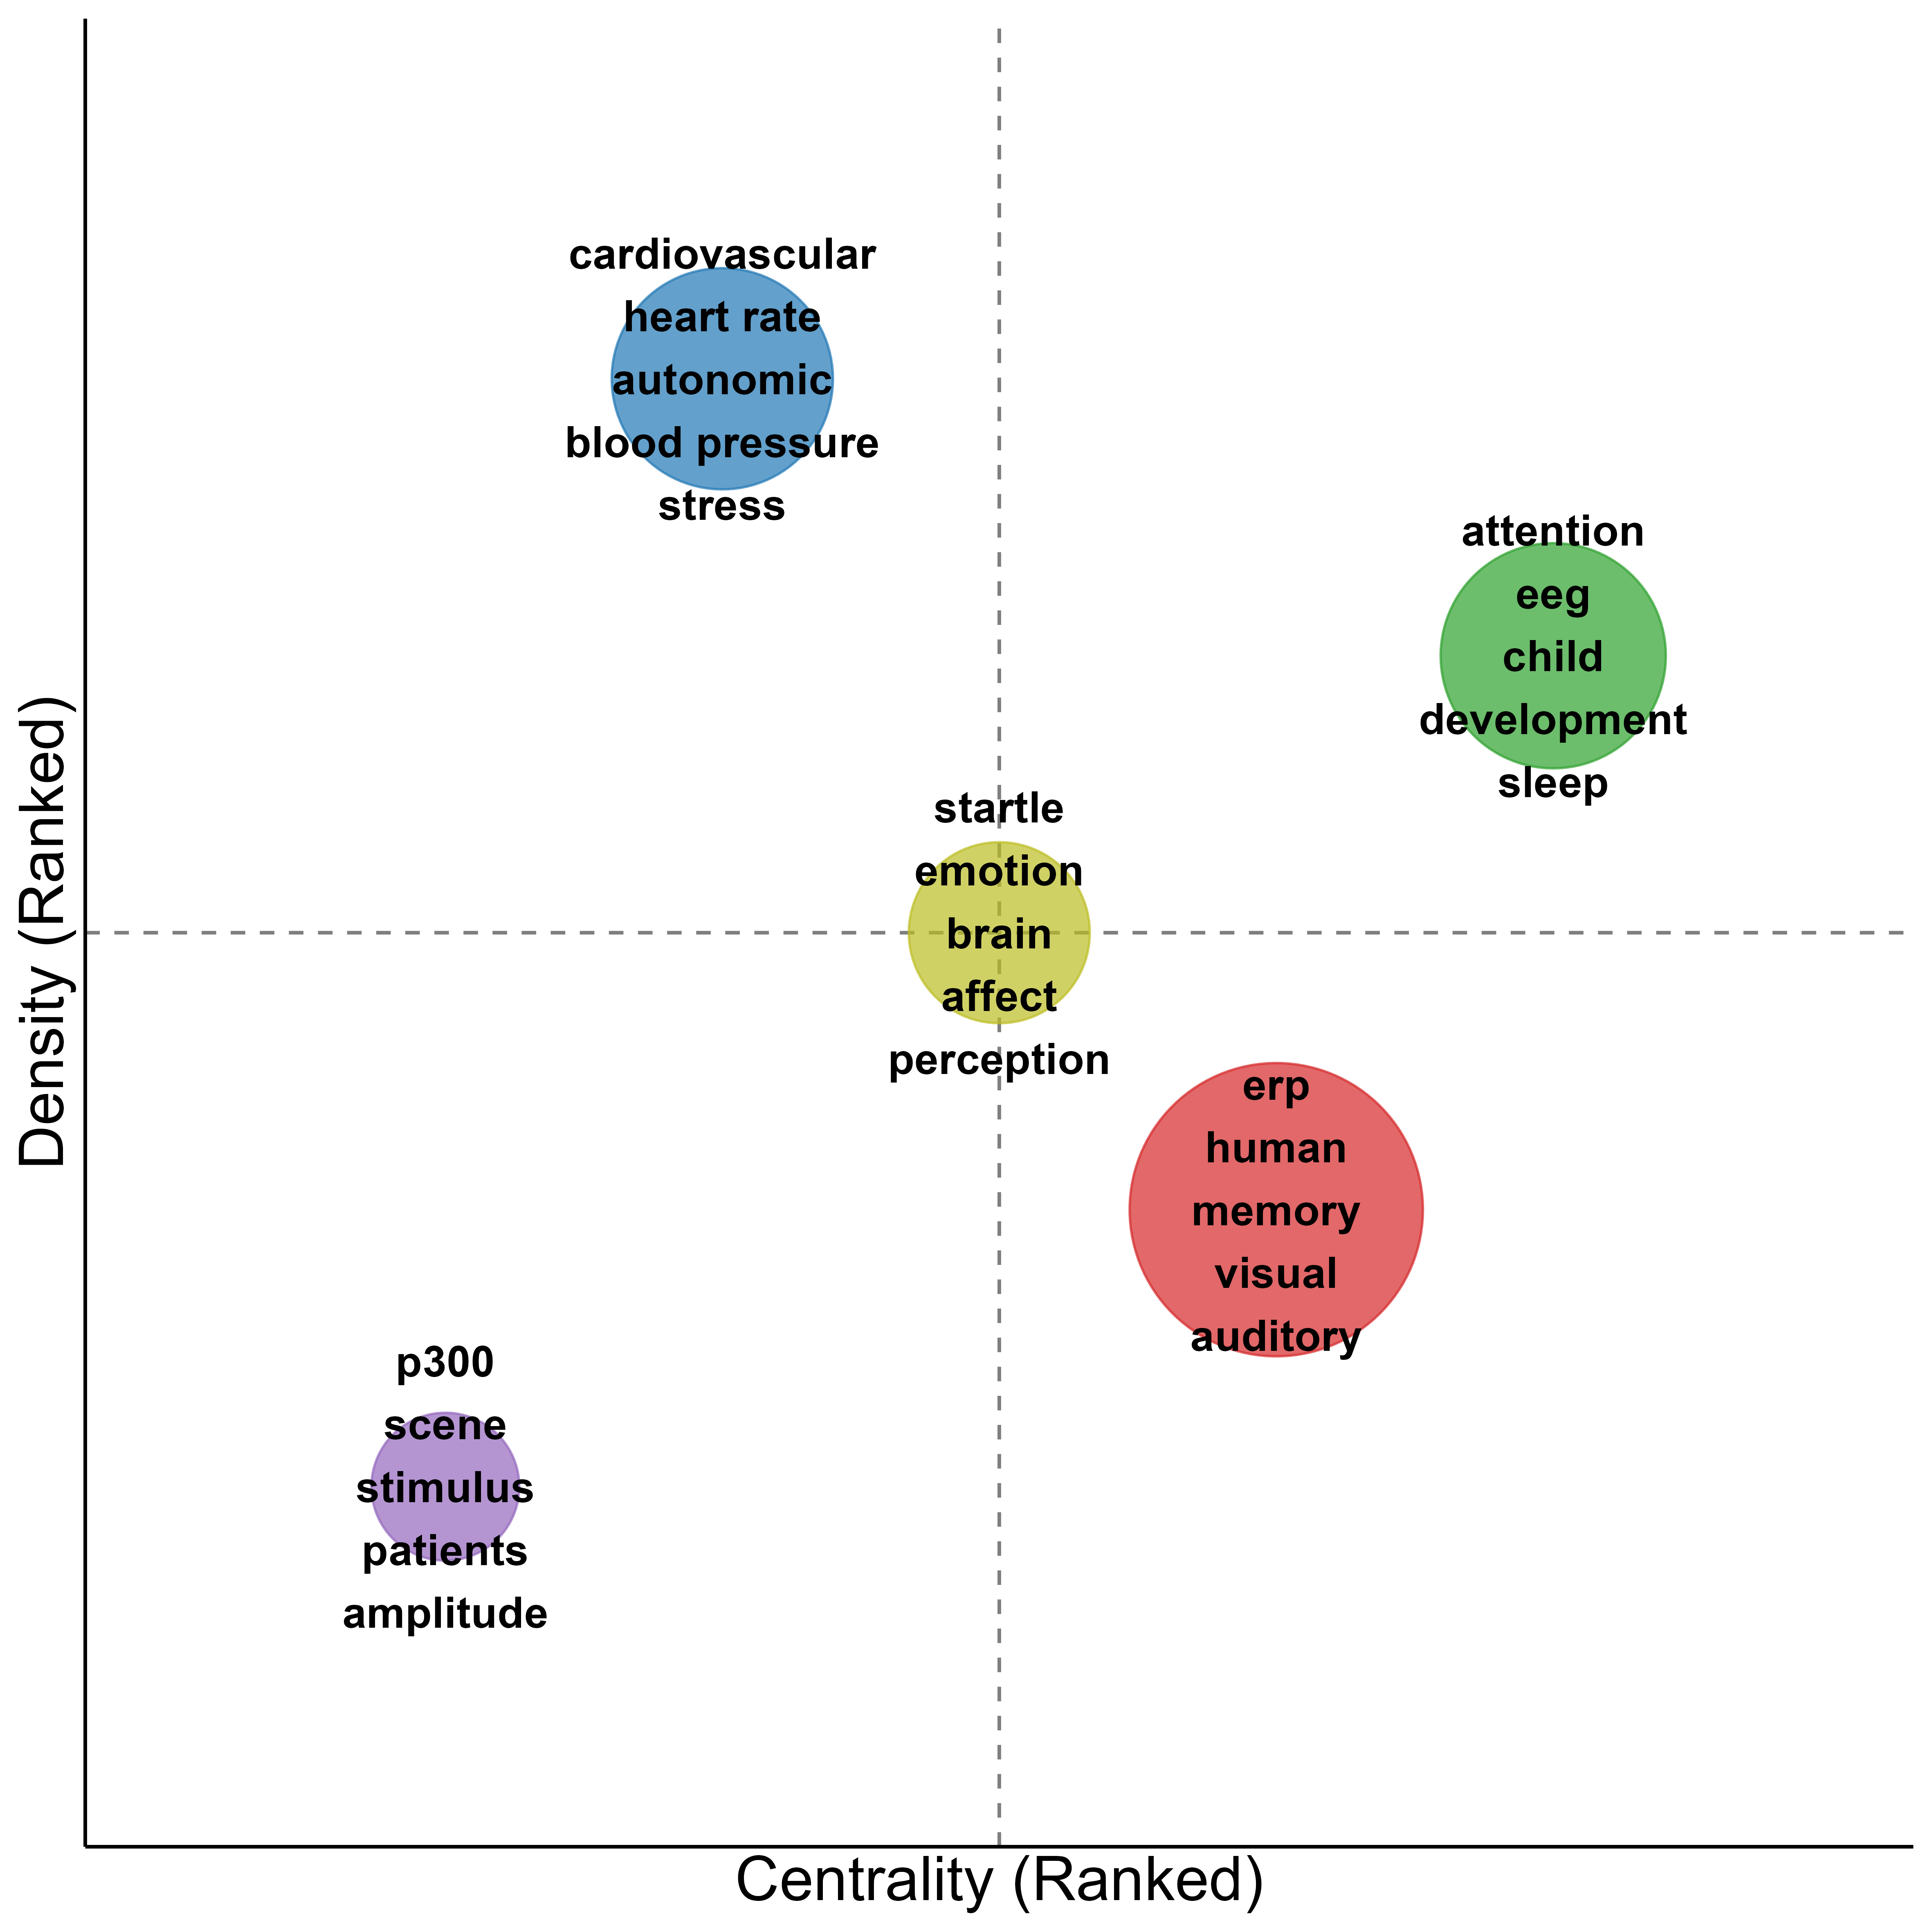 cardiovascular
heart rate
autonomic
blood pressure
stress
attention
eeg
child
development
sleep
startle
emotion
brain
affect
perception
erp
human
memory
visual
auditory
p300
scene
stimulus
patients
amplitude
Density (Ranked)
Centrality (Ranked)